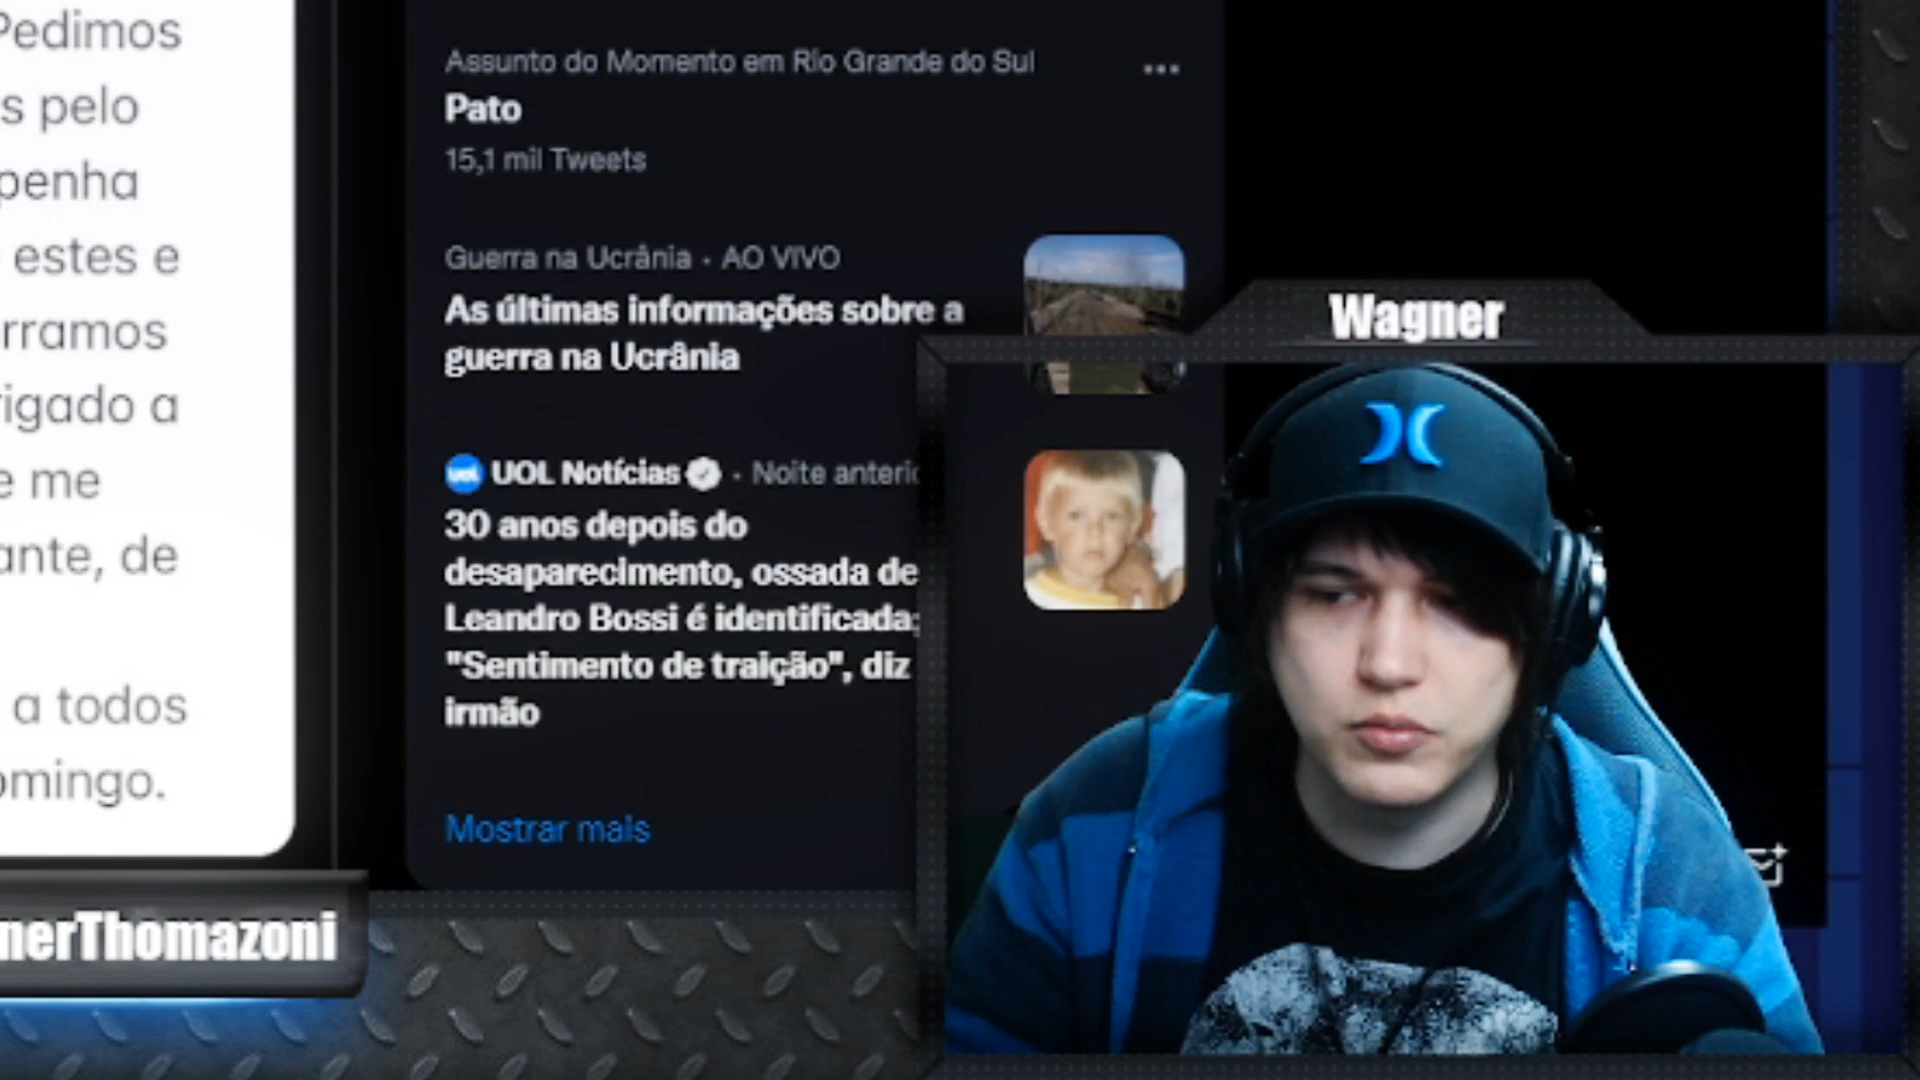 Pedimos
s pelo
penha
estes e
rramos
rigado a
e me
ante, de
a todos
omingo.
nerThomazoni
Assunto do Momento em Rio Grande do Sul
Pato
15,1 mil Tweets
Guerra na Ucrânia · AO VIVO
As últimas informações sobre a
guerra na Ucrânia
uol UOL Notícias · Noite anteric
30 anos depois do
desaparecimento, ossada de
Leandro Bossi é identificada;
"Sentimento de traição", diz
irmão
Mostrar mais
Wagner